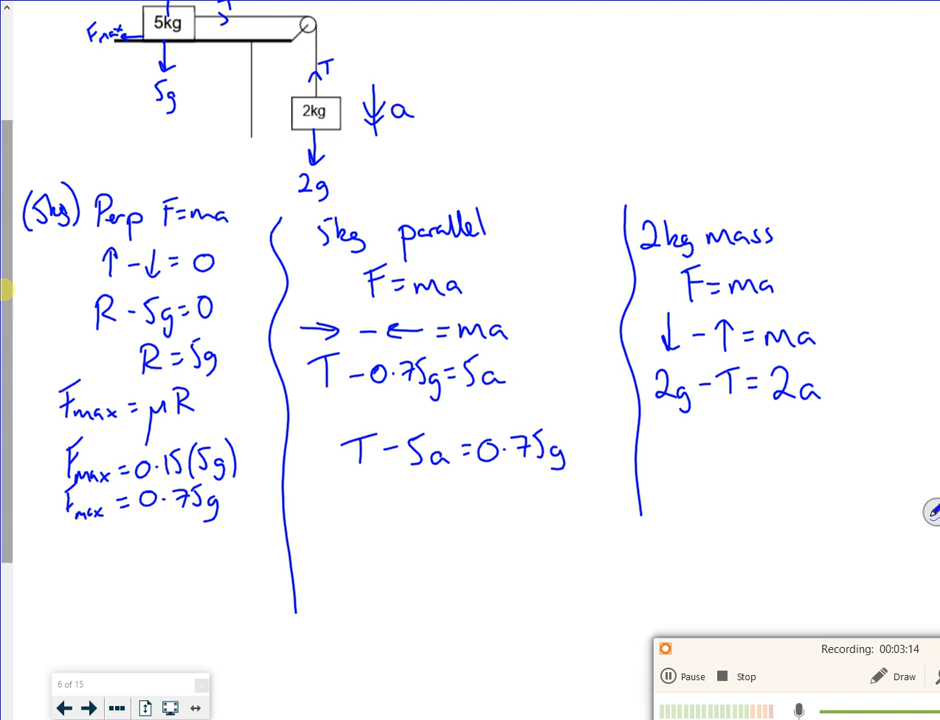 T
5kg
Fmax
5g
T
2kg
a
2g
(5kg) Perp F=ma
↑ - ↓ = 0
R - 5g = 0
R = 5g
Fmax = μR
Fmax = 0.15(5g)
Fmax = 0.75g
5kg parallel
F = ma
→ - ← = ma
T - 0.75g = 5a
T - 5a = 0.75g
2kg mass
F = ma
↓ - ↑ = ma
2g - T = 2a
Recording: 00:03:14
Pause Stop Draw
6 of 15